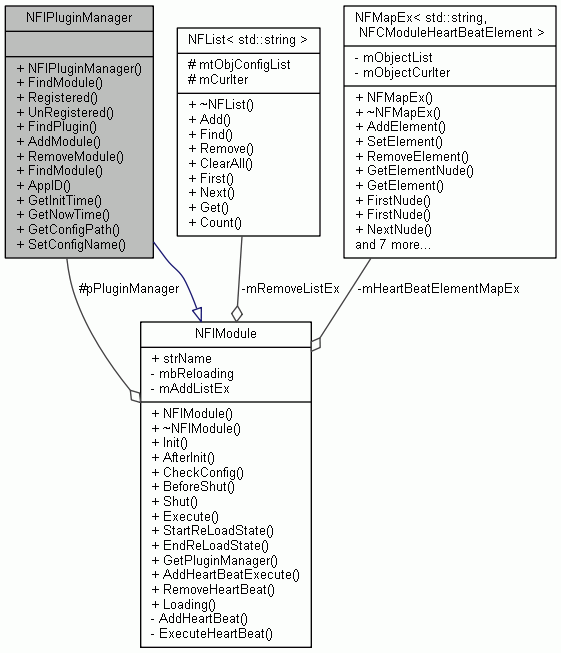 NFIPluginManager
+ NFIPluginManager()
+ FindModule()
+ Registered()
+ UnRegistered()
+ FindPlugin()
+ AddModule()
+ RemoveModule()
+ FindModule()
+ AppID()
+ GetInitTime()
+ GetNowTime()
+ GetConfigPath()
+ SetConfigName()
NFList< std::string >
# mtObjConfigList
# mCurIter
+ ~NFList()
+ Add()
+ Find()
+ Remove()
+ ClearAll()
+ First()
+ Next()
+ Get()
+ Count()
NFMapEx< std::string,
NFCModuleHeartBeatElement >
- mObjectList
- mObjectCurIter
+ NFMapEx()
+ ~NFMapEx()
+ AddElement()
+ SetElement()
+ RemoveElement()
+ GetElementNude()
+ GetElement()
+ FirstNude()
+ FirstNude()
+ NextNude()
and 7 more...
#pPluginManager
-mRemoveListEx
-mHeartBeatElementMapEx
NFIModule
+ strName
- mbReloading
- mAddListEx
+ NFIModule()
+ ~NFIModule()
+ Init()
+ AfterInit()
+ CheckConfig()
+ BeforeShut()
+ Shut()
+ Execute()
+ StartReLoadState()
+ EndReLoadState()
+ GetPluginManager()
+ AddHeartBeatExecute()
+ RemoveHeartBeat()
+ Loading()
- AddHeartBeat()
- ExecuteHeartBeat()